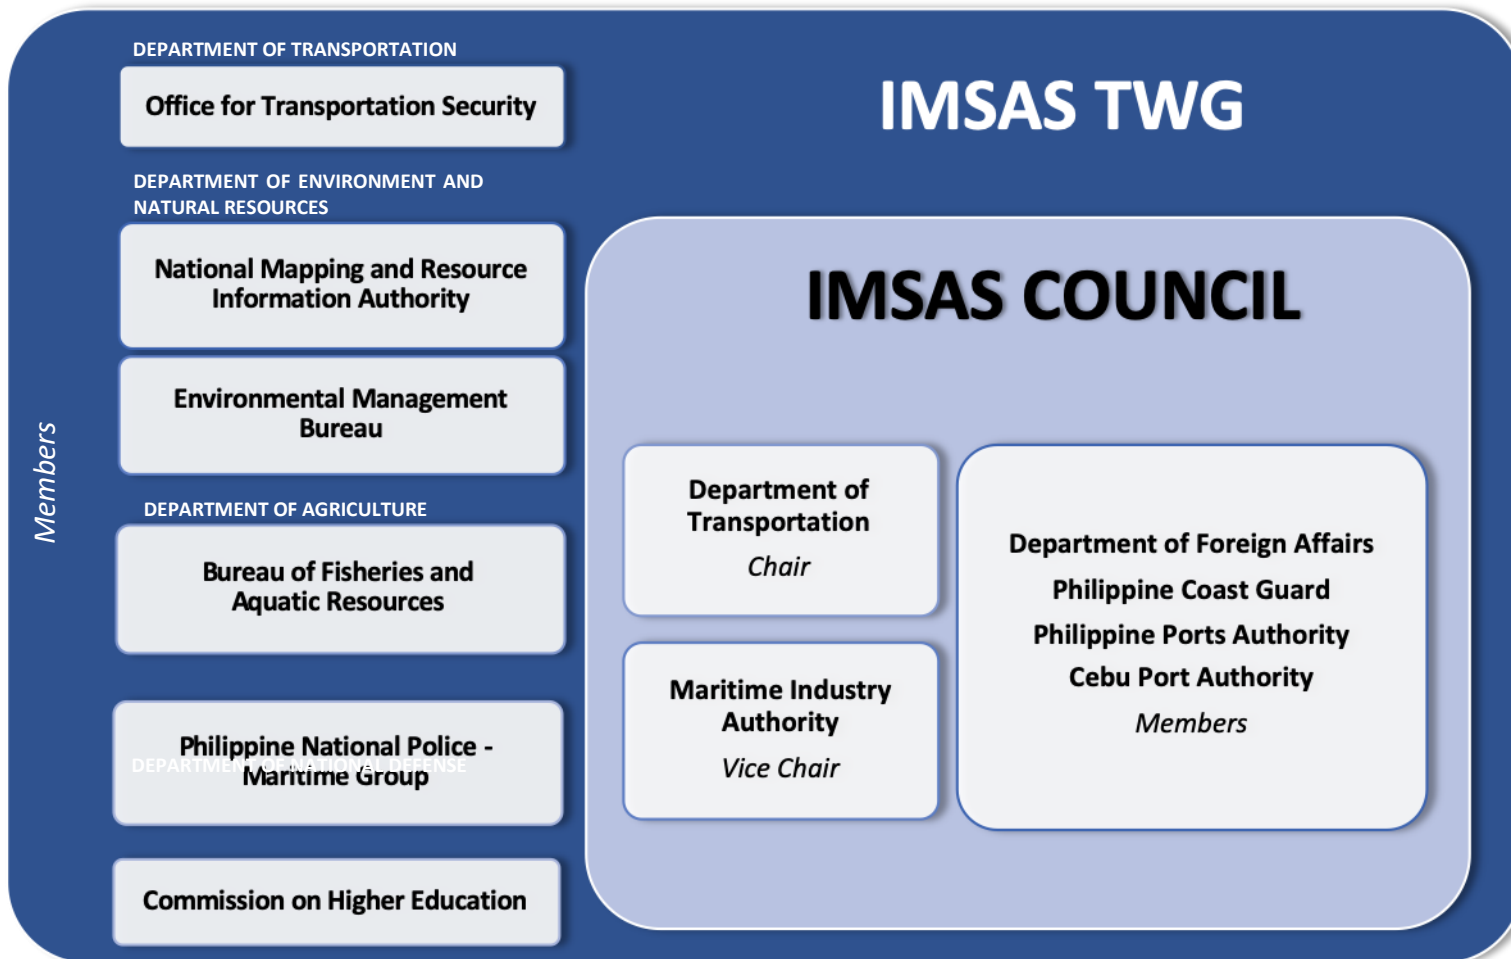 DEPARTMENT OF TRANSPORTATION
Office for Transportation Security
DEPARTMENT OF ENVIRONMENT AND
NATURAL RESOURCES
National Mapping and Resource
Information Authority
Environmental Management
Bureau
DEPARTMENT OF AGRICULTURE
Bureau of Fisheries and
Aquatic Resources
Philippine National Police -
DEPARTMENT OF NATIONAL DEFENSE
Maritime Group
Commission on Higher Education
Members
IMSAS TWG
IMSAS COUNCIL
Department of
Transportation
Chair
Maritime Industry
Authority
Vice Chair
Department of Foreign Affairs
Philippine Coast Guard
Philippine Ports Authority
Cebu Port Authority
Members